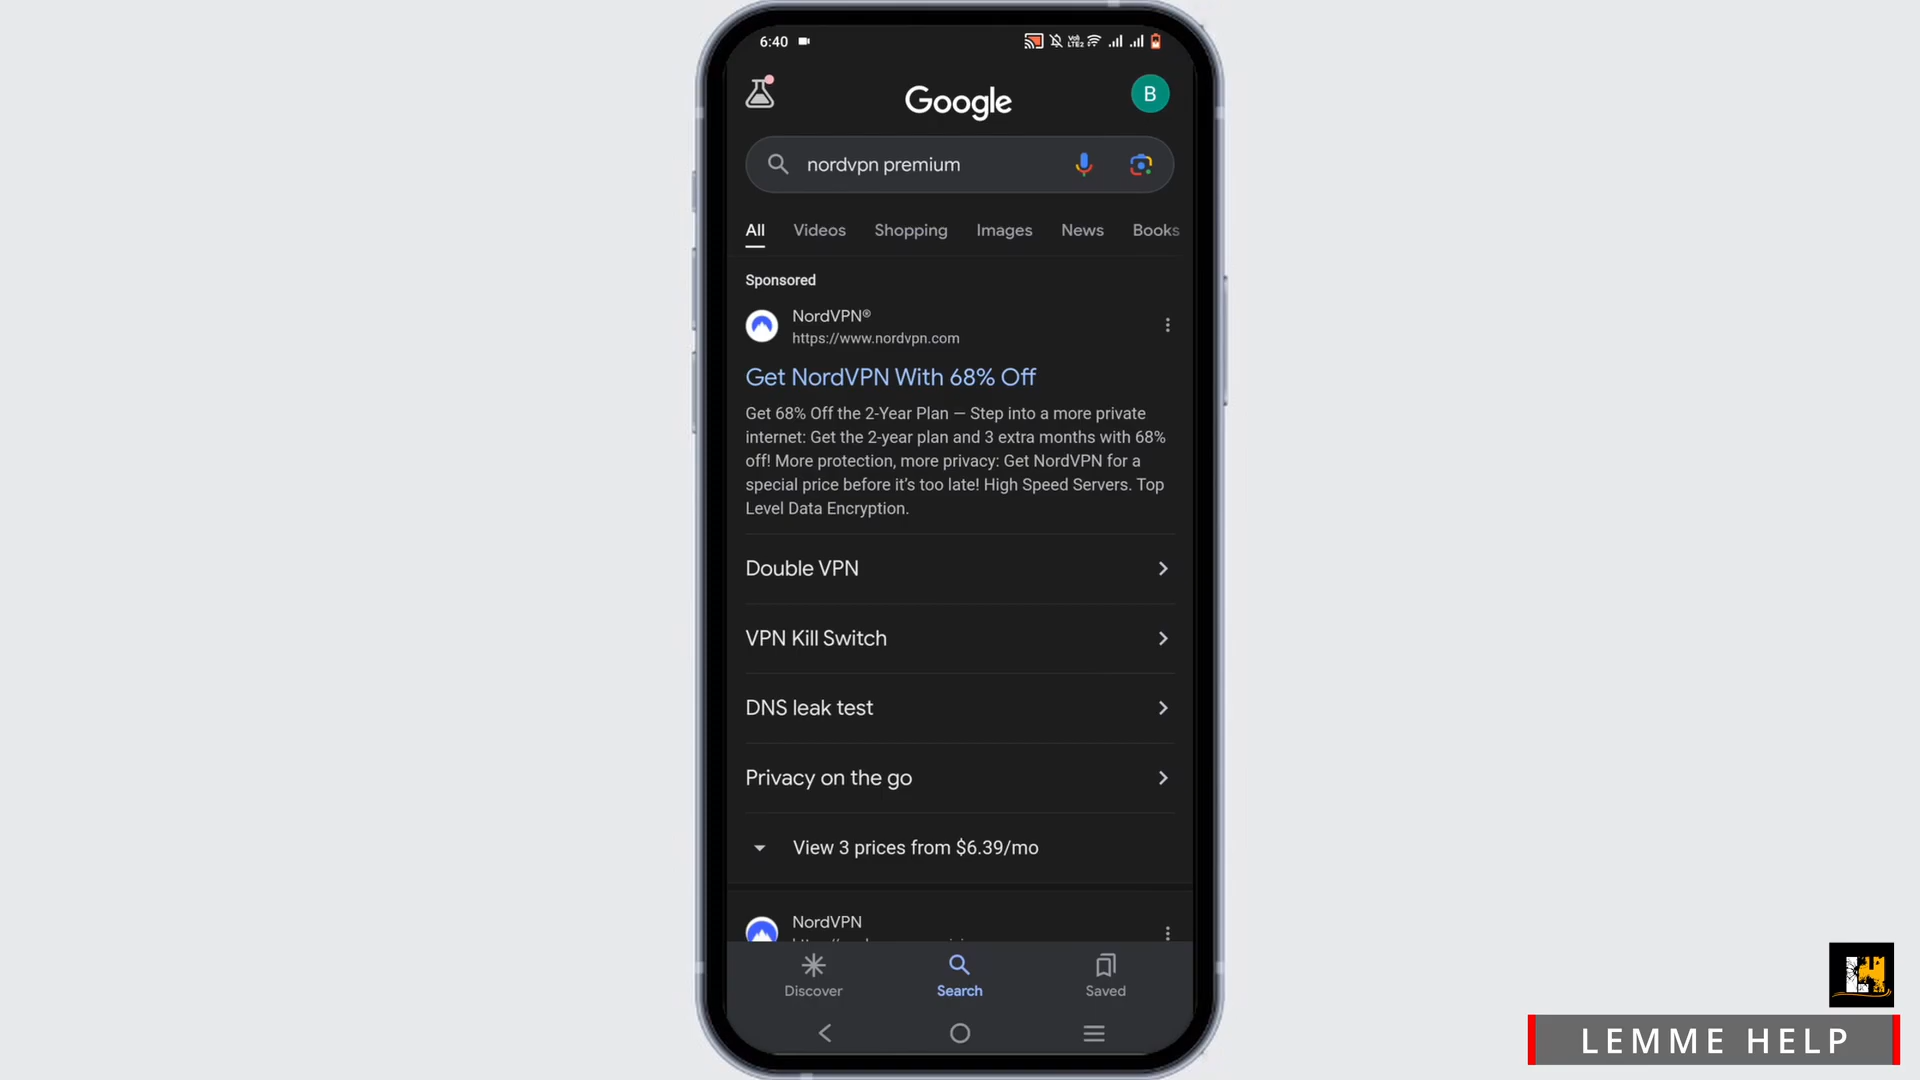 6:40
Google
B
nordvpn premium
All Videos Shopping Images News Books
Sponsored
NordVPN®
https://www.nordvpn.com
Get NordVPN With 68% Off
Get 68% Off the 2-Year Plan — Step into a more private
internet: Get the 2-year plan and 3 extra months with 68%
off! More protection, more privacy: Get NordVPN for a
special price before it's too late! High Speed Servers. Top
Level Data Encryption.
Double VPN
VPN Kill Switch
DNS leak test
Privacy on the go
View 3 prices from $6.39/mo
NordVPN
Discover Search Saved
LEMME HELP